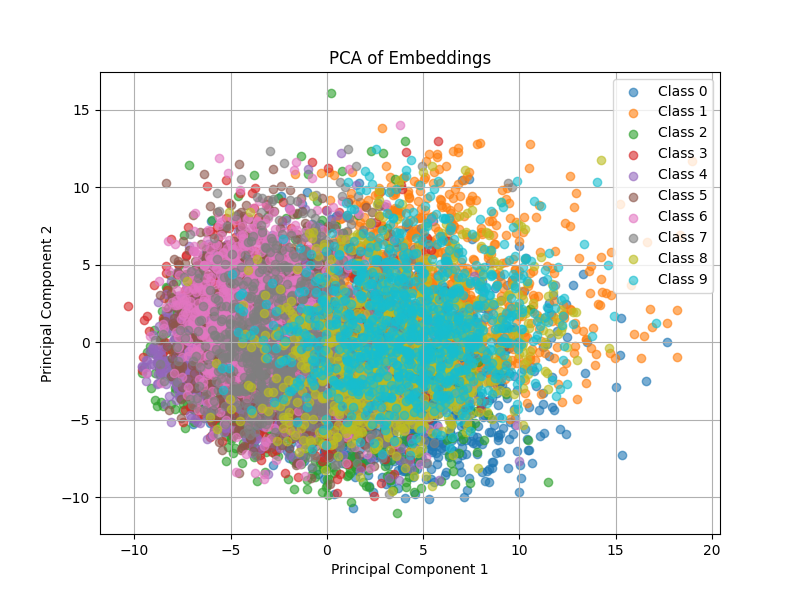 PCA of Embeddings
Class 0
Class 1
Class 2
Class 3
Class 4
Class 5
Class 6
Class 7
Class 8
Class 9
15
10
5
0
−5
−10
Principal Component 2
−10 −5 0 5 10 15 20
Principal Component 1